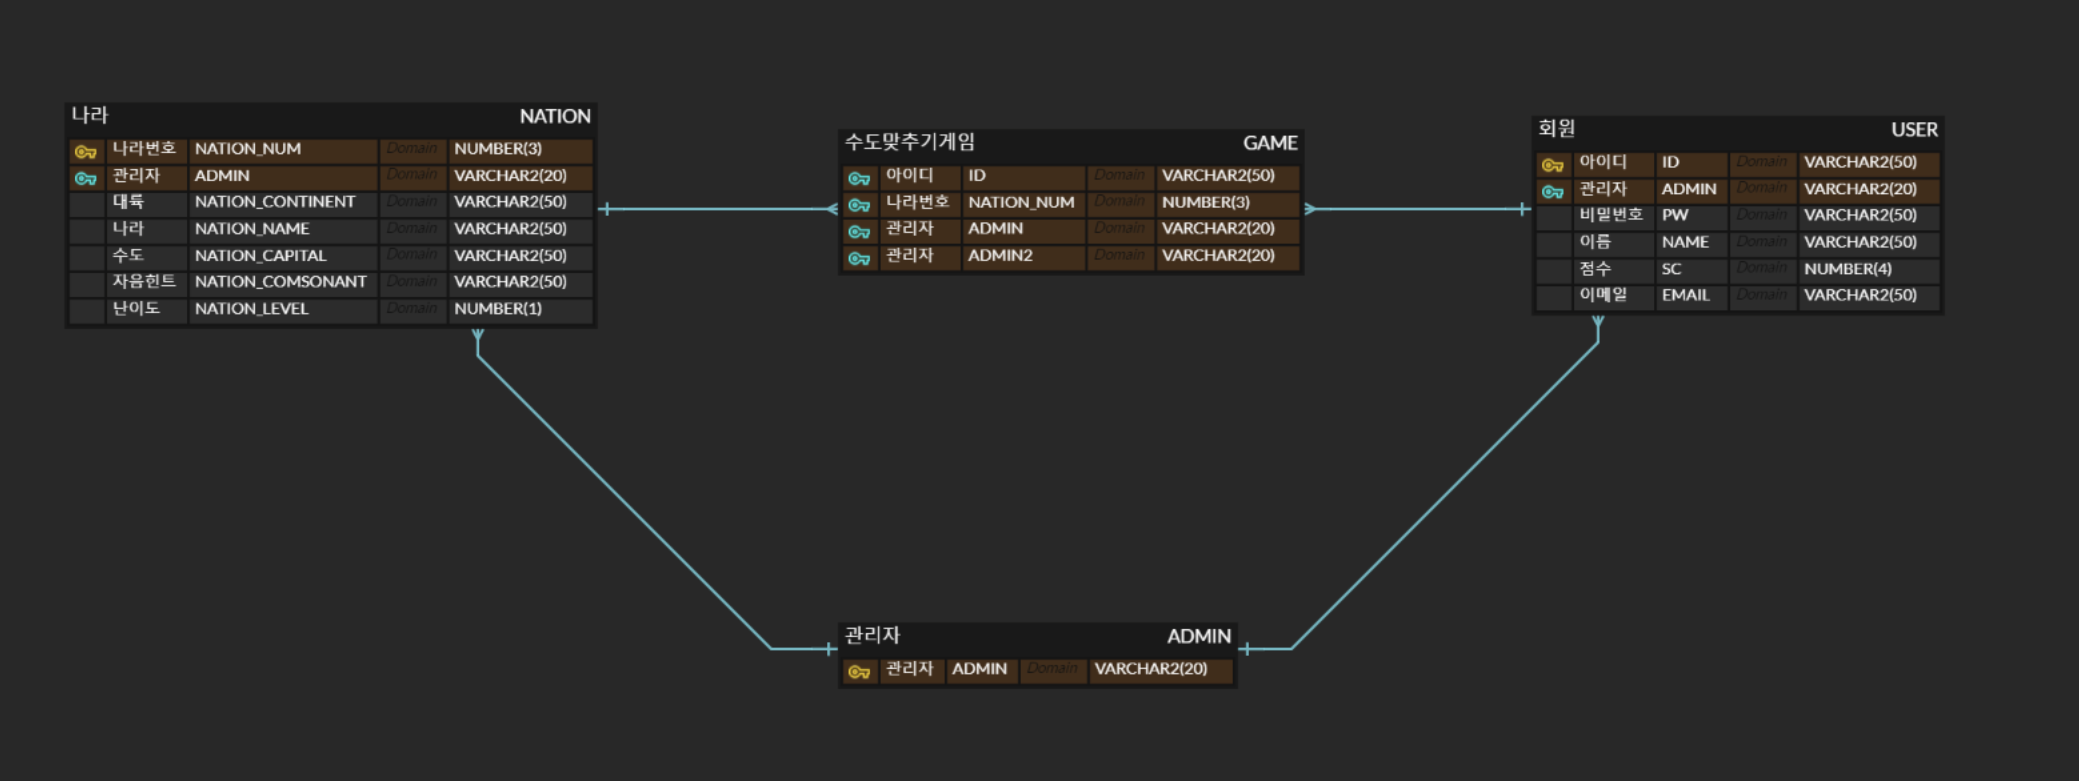 나라 NATION
나라번호 NATION_NUM Domain NUMBER(3)
관리자 ADMIN Domain VARCHAR2(20)
대륙 NATION_CONTINENT Domain VARCHAR2(50)
나라 NATION_NAME Domain VARCHAR2(50)
수도 NATION_CAPITAL Domain VARCHAR2(50)
자음힌트 NATION_COMSONANT Domain VARCHAR2(50)
난이도 NATION_LEVEL Domain NUMBER(1)
수도맞추기게임 GAME
아이디 ID Domain VARCHAR2(50)
나라번호 NATION_NUM Domain NUMBER(3)
관리자 ADMIN Domain VARCHAR2(20)
관리자 ADMIN2 Domain VARCHAR2(20)
회원 USER
아이디 ID Domain VARCHAR2(50)
관리자 ADMIN Domain VARCHAR2(20)
비밀번호 PW Domain VARCHAR2(50)
이름 NAME Domain VARCHAR2(50)
점수 SC Domain NUMBER(4)
이메일 EMAIL Domain VARCHAR2(50)
관리자 ADMIN
관리자 ADMIN Domain VARCHAR2(20)